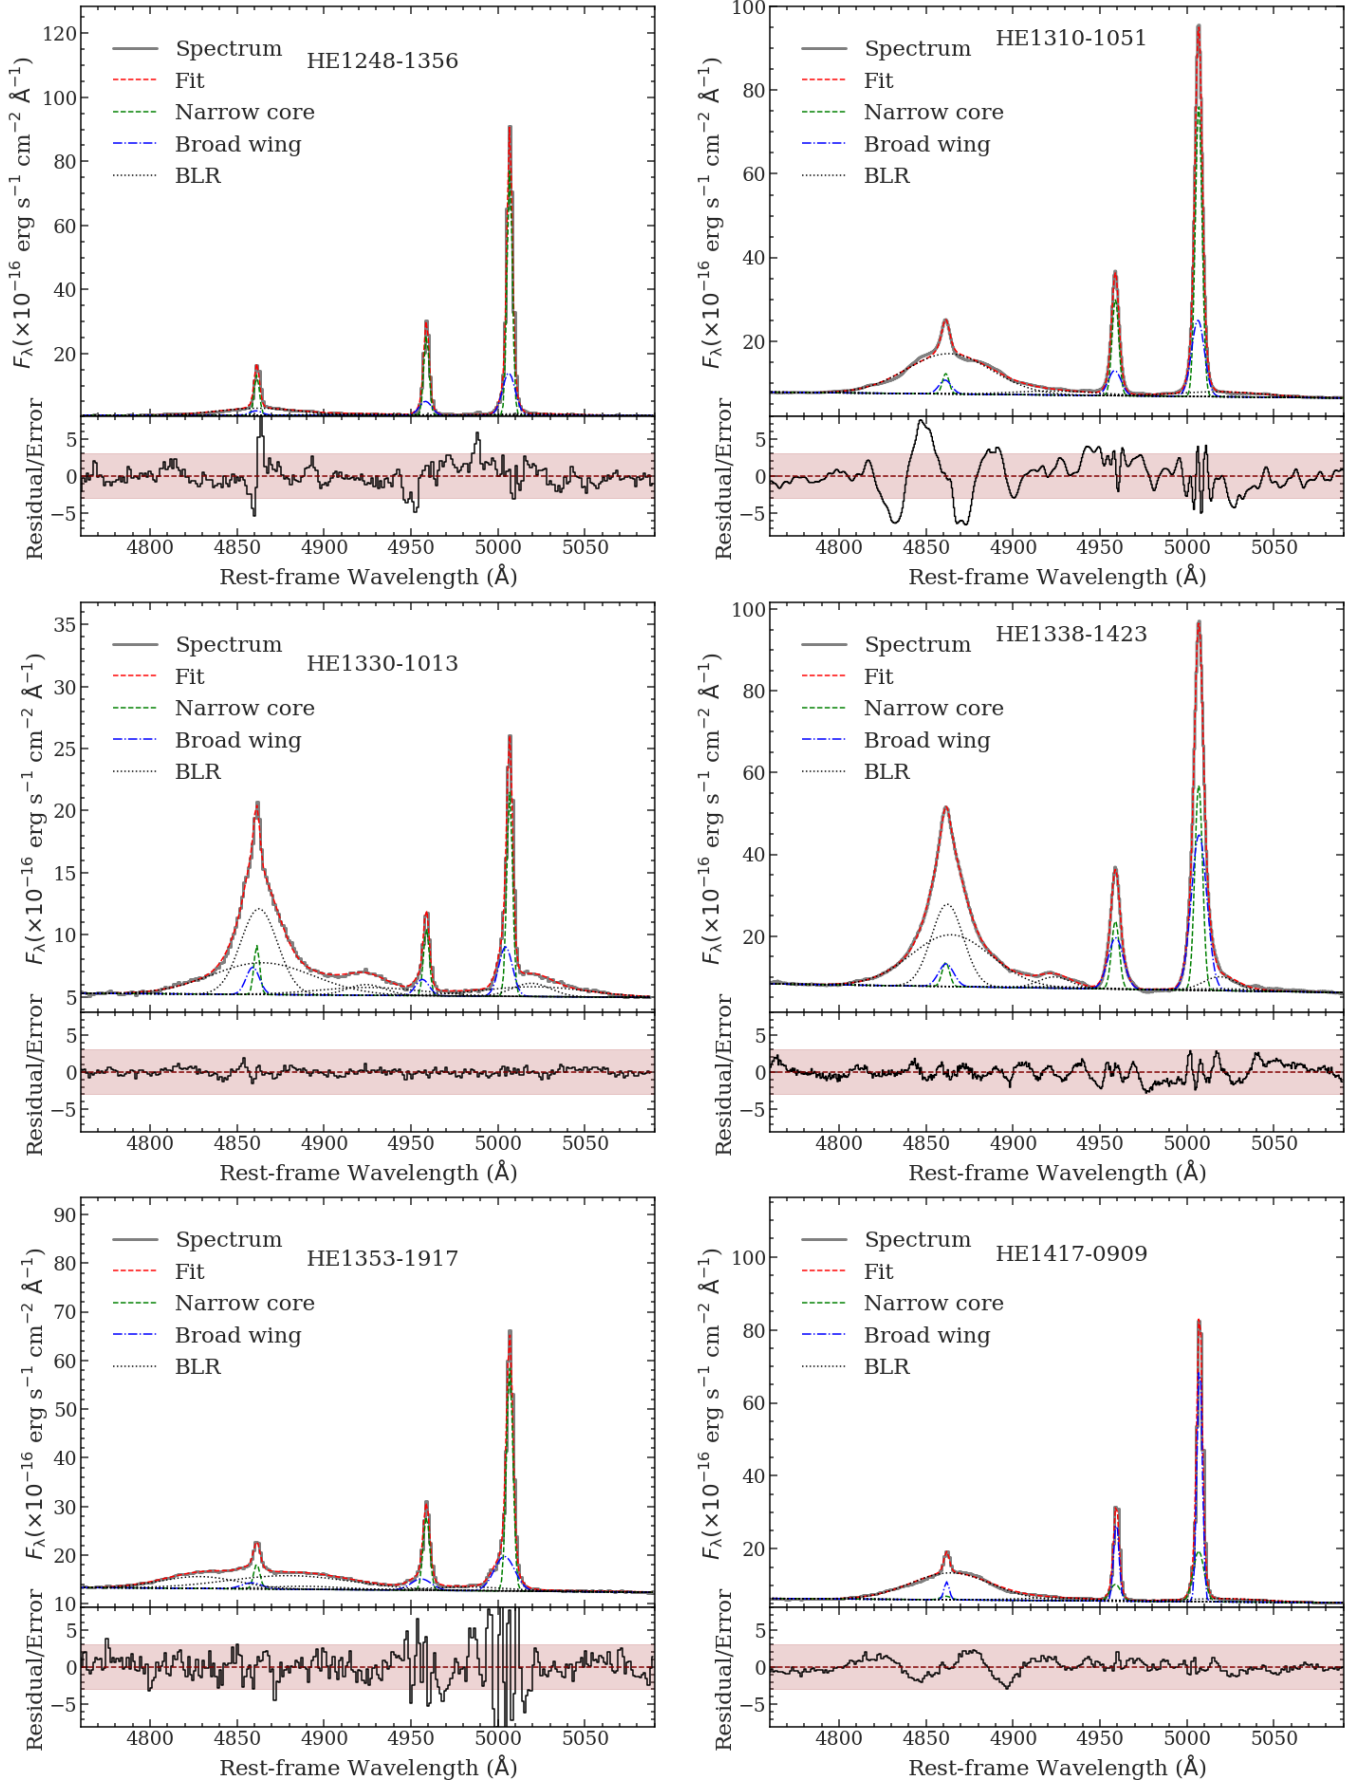 HE1248-1356
Spectrum
Fit
Narrow core
Broad wing
BLR
120
100
80
60
40
20
F_λ(×10⁻¹⁶ erg s⁻¹ cm⁻² Å⁻¹)
5
0
−5
Residual/Error
4800 4850 4900 4950 5000 5050
Rest-frame Wavelength (Å)
HE1310-1051
Spectrum
Fit
Narrow core
Broad wing
BLR
100
80
60
40
20
F_λ(×10⁻¹⁶ erg s⁻¹ cm⁻² Å⁻¹)
5
0
−5
Residual/Error
4800 4850 4900 4950 5000 5050
Rest-frame Wavelength (Å)
HE1330-1013
Spectrum
Fit
Narrow core
Broad wing
BLR
35
30
25
20
15
10
5
F_λ(×10⁻¹⁶ erg s⁻¹ cm⁻² Å⁻¹)
5
0
−5
Residual/Error
4800 4850 4900 4950 5000 5050
Rest-frame Wavelength (Å)
HE1338-1423
Spectrum
Fit
Narrow core
Broad wing
BLR
100
80
60
40
20
F_λ(×10⁻¹⁶ erg s⁻¹ cm⁻² Å⁻¹)
5
0
−5
Residual/Error
4800 4850 4900 4950 5000 5050
Rest-frame Wavelength (Å)
HE1353-1917
Spectrum
Fit
Narrow core
Broad wing
BLR
90
80
70
60
50
40
30
20
10
F_λ(×10⁻¹⁶ erg s⁻¹ cm⁻² Å⁻¹)
5
0
−5
Residual/Error
4800 4850 4900 4950 5000 5050
Rest-frame Wavelength (Å)
HE1417-0909
Spectrum
Fit
Narrow core
Broad wing
BLR
100
80
60
40
20
F_λ(×10⁻¹⁶ erg s⁻¹ cm⁻² Å⁻¹)
5
0
−5
Residual/Error
4800 4850 4900 4950 5000 5050
Rest-frame Wavelength (Å)